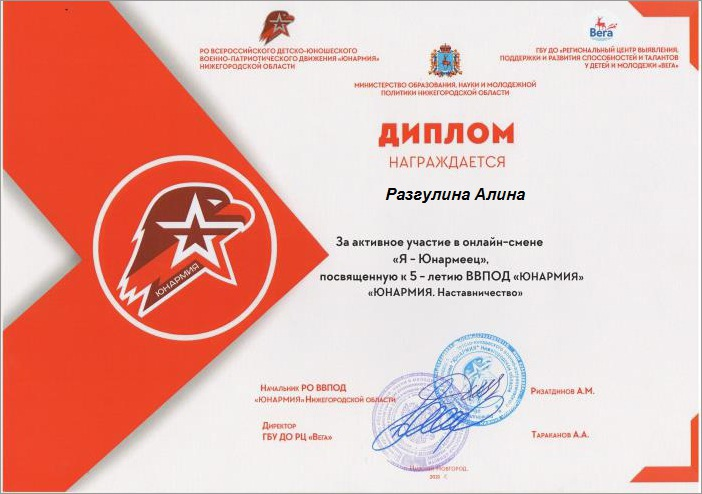 РО ВСЕРОССИЙСКОГО ДЕТСКО-ЮНОШЕСКОГО
ВОЕННО-ПАТРИОТИЧЕСКОГО ДВИЖЕНИЯ «ЮНАРМИЯ»
НИЖЕГОРОДСКОЙ ОБЛАСТИ
Вега
ГБУ ДО «РЕГИОНАЛЬНЫЙ ЦЕНТР ВЫЯВЛЕНИЯ,
ПОДДЕРЖКИ И РАЗВИТИЯ СПОСОБНОСТЕЙ И ТАЛАНТОВ
У ДЕТЕЙ И МОЛОДЕЖИ «ВЕГА»
МИНИСТЕРСТВО ОБРАЗОВАНИЯ, НАУКИ И МОЛОДЕЖНОЙ
ПОЛИТИКИ НИЖЕГОРОДСКОЙ ОБЛАСТИ
ДИПЛОМ
НАГРАЖДАЕТСЯ
Разгулина Алина
За активное участие в онлайн-смене
«Я – Юнармеец»,
посвященную к 5 – летию ВВПОД «ЮНАРМИЯ»
«ЮНАРМИЯ. Наставничество»
ЮНАРМИЯ
Начальник РО ВВПОД
«ЮНАРМИЯ» Нижегородской области
Ризатдинов А.М.
Директор
ГБУ ДО РЦ «Вега»
Тараканов А.А.
г. Нижний Новгород.
2021 г.